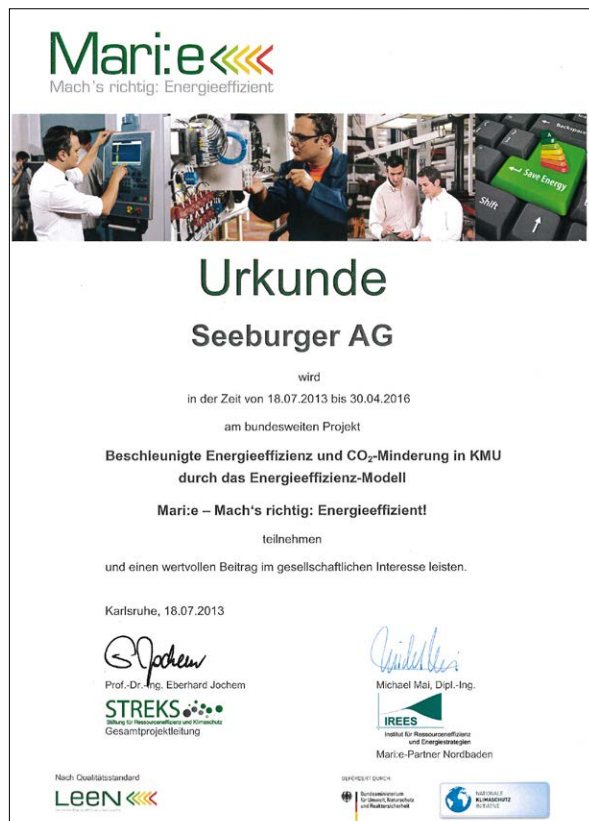 Mari:e
Mach's richtig: Energieeffizient
Backspace
Save Energy
Shift
Urkunde
Seeburger AG
wird
in der Zeit von 18.07.2013 bis 30.04.2016
am bundesweiten Projekt
Beschleunigte Energieeffizienz und CO₂-Minderung in KMU
durch das Energieeffizienz-Modell
Mari:e – Mach's richtig: Energieeffizient!
teilnehmen
und einen wertvollen Beitrag im gesellschaftlichen Interesse leisten.
Karlsruhe, 18.07.2013
Prof.-Dr.-Ing. Eberhard Jochem
Michael Mai, Dipl.-Ing.
STREKS
Stiftung für Ressourceneffizienz und Klimaschutz
Gesamtprojektleitung
IREES
Institut für Ressourceneffizienz
und Energiestrategien
Mari:e-Partner Nordbaden
Nach Qualitätsstandard
LEEN
GEFÖRDERT DURCH:
Bundesministerium
für Umwelt, Naturschutz
und Reaktorsicherheit
NATIONALE
KLIMASCHUTZ
INITIATIVE